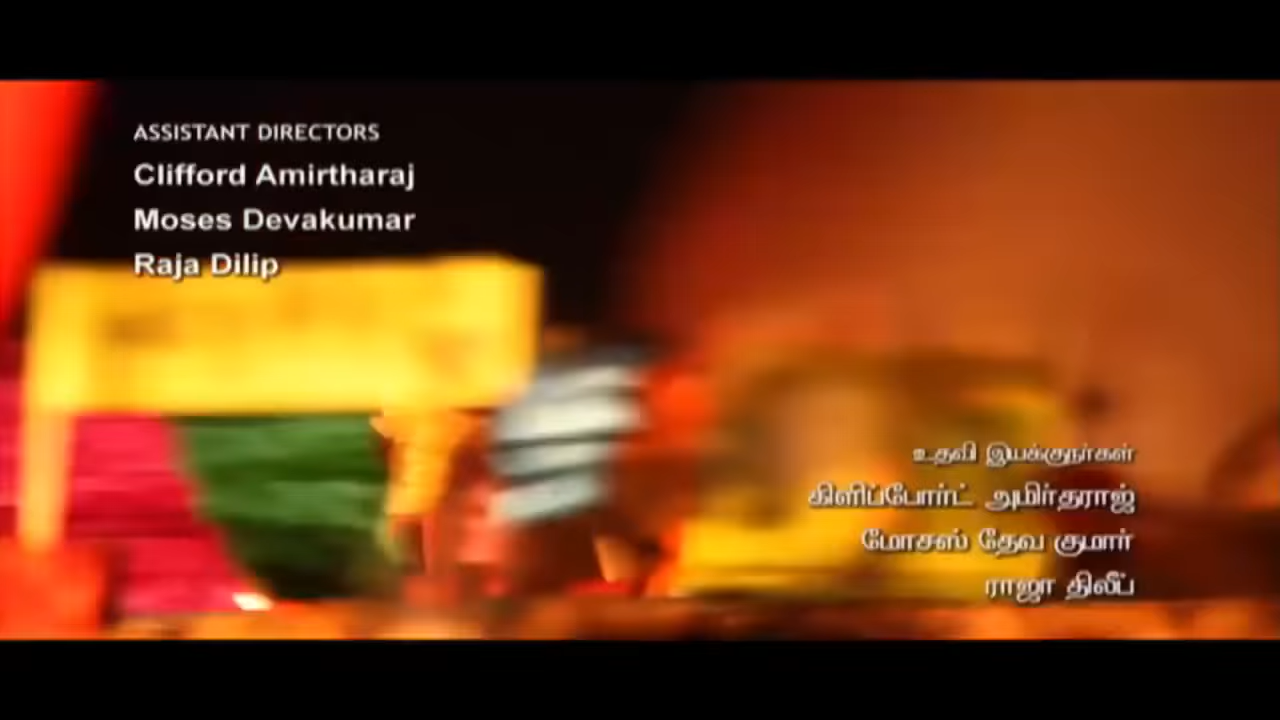 ASSISTANT DIRECTORS
Clifford Amirtharaj
Moses Devakumar
Raja Dilip
உதவி இயக்குநர்கள்
கிளிப்போர்ட் அமிர்தராஜ்
மோசஸ் தேவ குமார்
ராஜா திலீப்